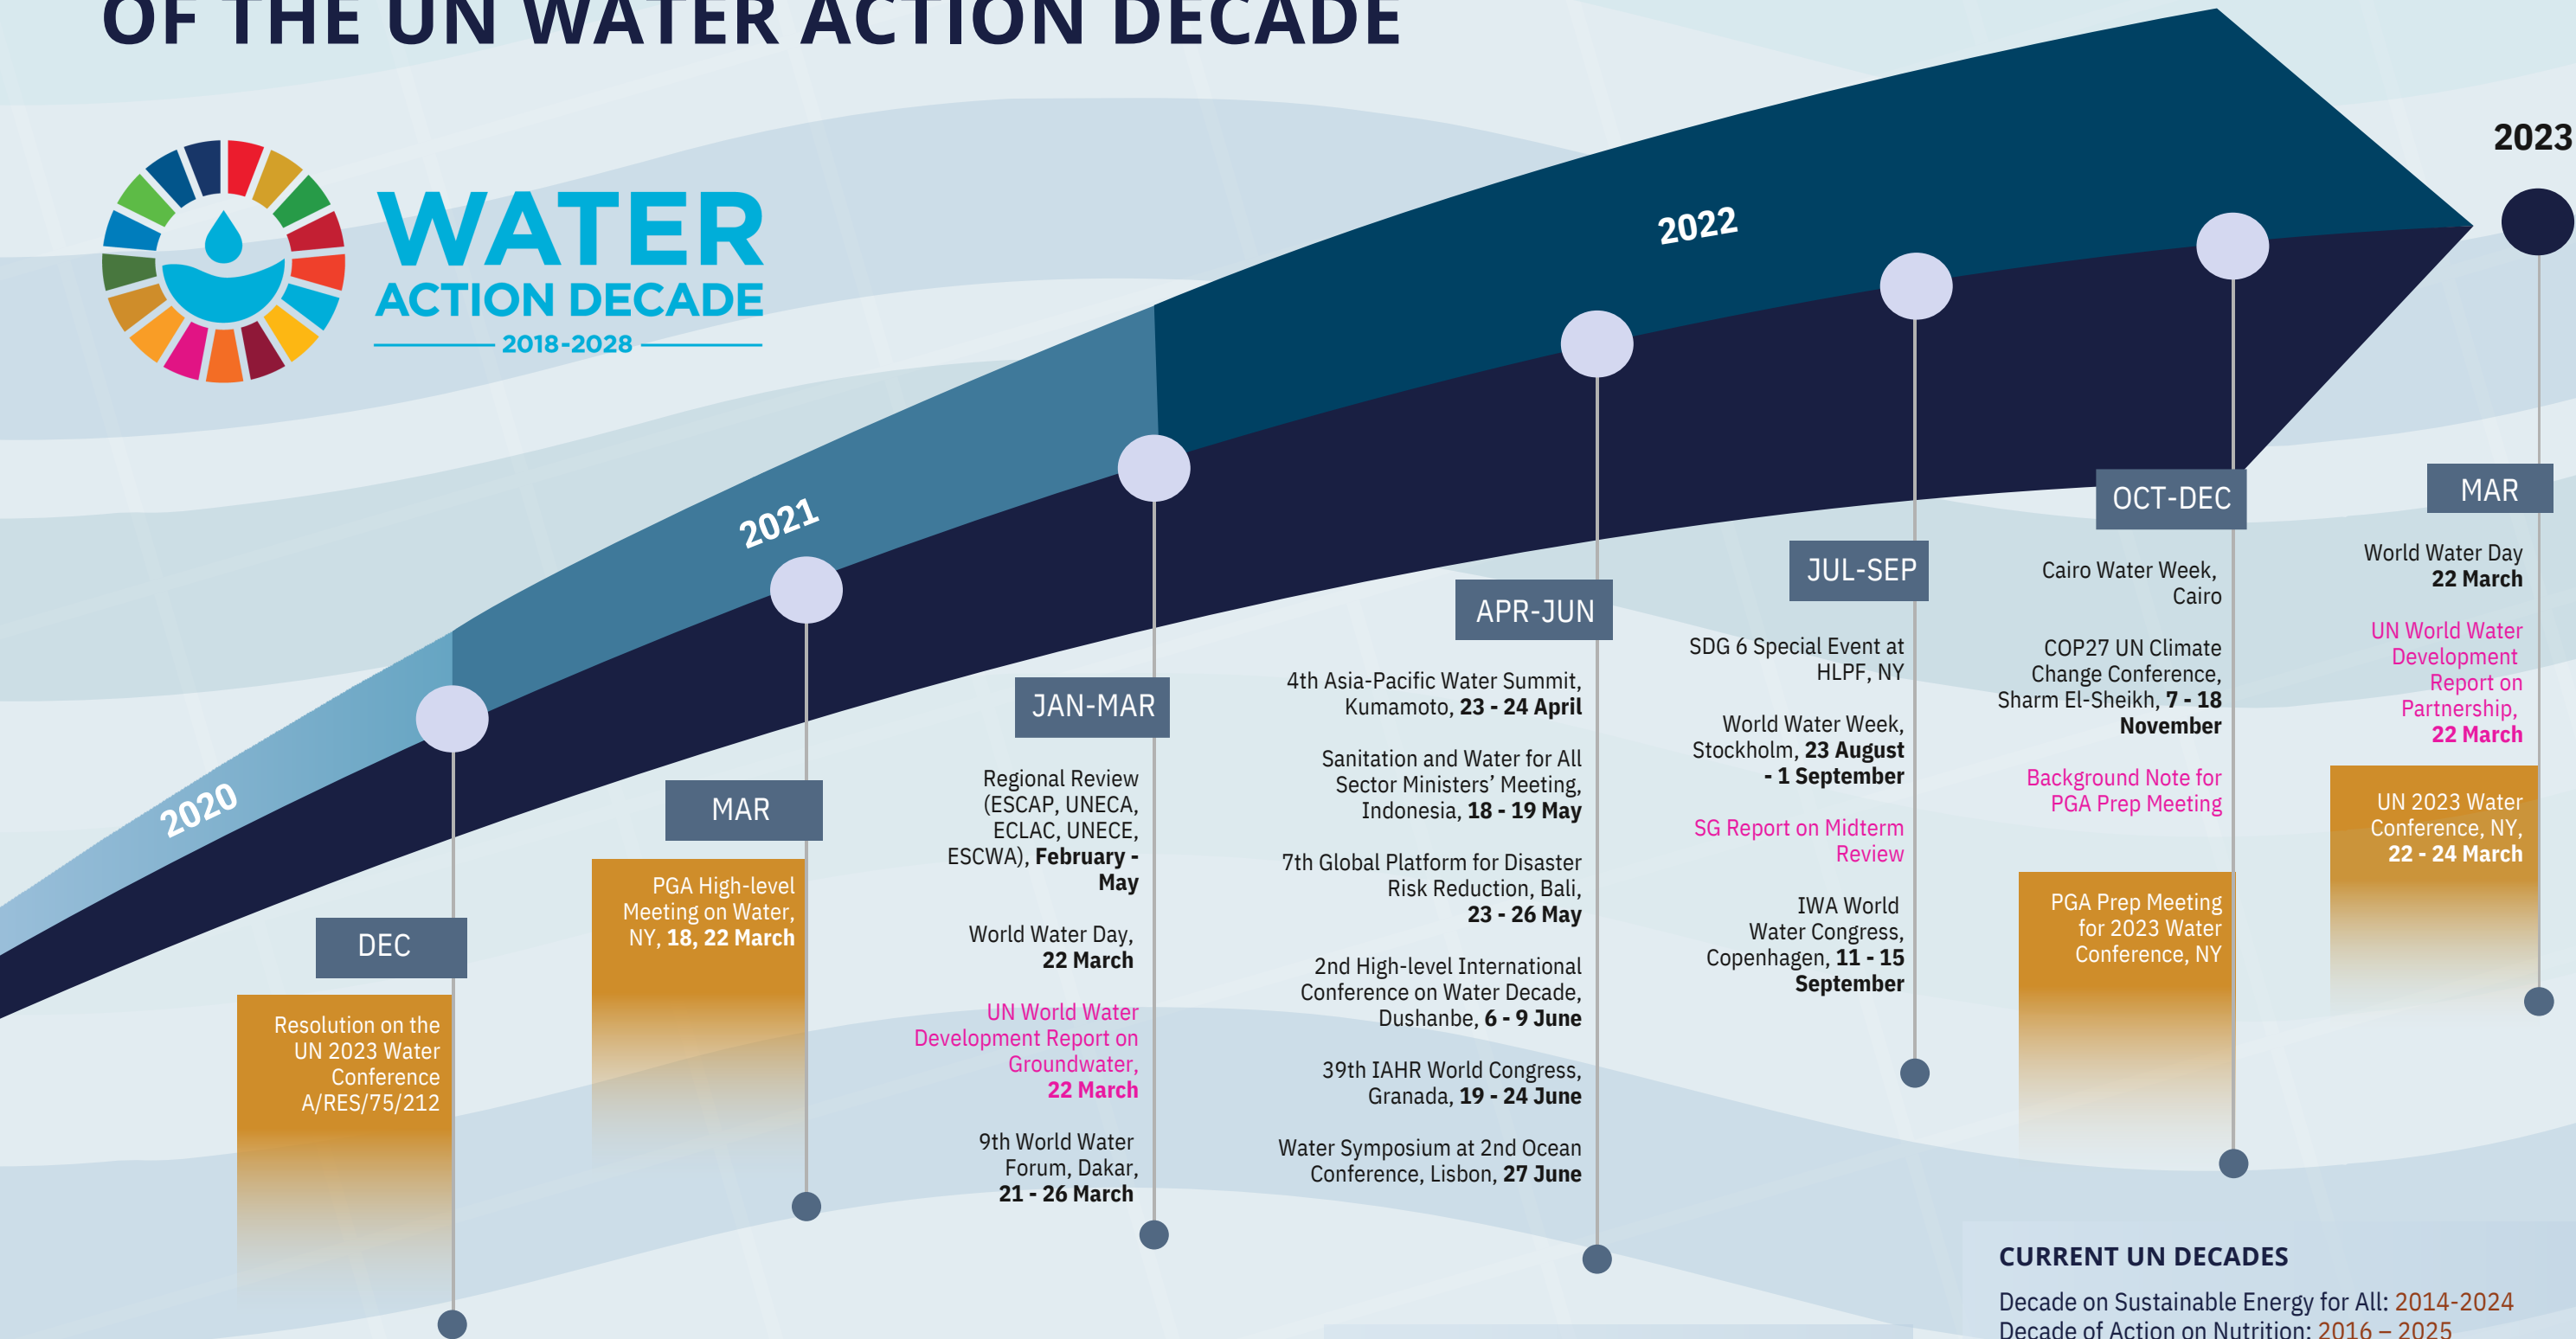 OF THE UN WATER ACTION DECADE
WATER
ACTION DECADE
2018-2028
2020
2021
2022
2023
DEC
Resolution on the
UN 2023 Water
Conference
A/RES/75/212
MAR
PGA High-level
Meeting on Water,
NY, 18, 22 March
JAN-MAR
Regional Review
(ESCAP, UNECA,
ECLAC, UNECE,
ESCWA), February -
May
World Water Day,
22 March
UN World Water
Development Report on
Groundwater,
22 March
9th World Water
Forum, Dakar,
21 - 26 March
APR-JUN
4th Asia-Pacific Water Summit,
Kumamoto, 23 - 24 April
Sanitation and Water for All
Sector Ministers’ Meeting,
Indonesia, 18 - 19 May
7th Global Platform for Disaster
Risk Reduction, Bali,
23 - 26 May
2nd High-level International
Conference on Water Decade,
Dushanbe, 6 - 9 June
39th IAHR World Congress,
Granada, 19 - 24 June
Water Symposium at 2nd Ocean
Conference, Lisbon, 27 June
JUL-SEP
SDG 6 Special Event at
HLPF, NY
World Water Week,
Stockholm, 23 August
- 1 September
SG Report on Midterm
Review
IWA World
Water Congress,
Copenhagen, 11 - 15
September
OCT-DEC
Cairo Water Week,
Cairo
COP27 UN Climate
Change Conference,
Sharm El-Sheikh, 7 - 18
November
Background Note for
PGA Prep Meeting
PGA Prep Meeting
for 2023 Water
Conference, NY
MAR
World Water Day
22 March
UN World Water
Development
Report on
Partnership,
22 March
UN 2023 Water
Conference, NY,
22 - 24 March
CURRENT UN DECADES
Decade on Sustainable Energy for All: 2014-2024
Decade of Action on Nutrition: 2016 – 2025